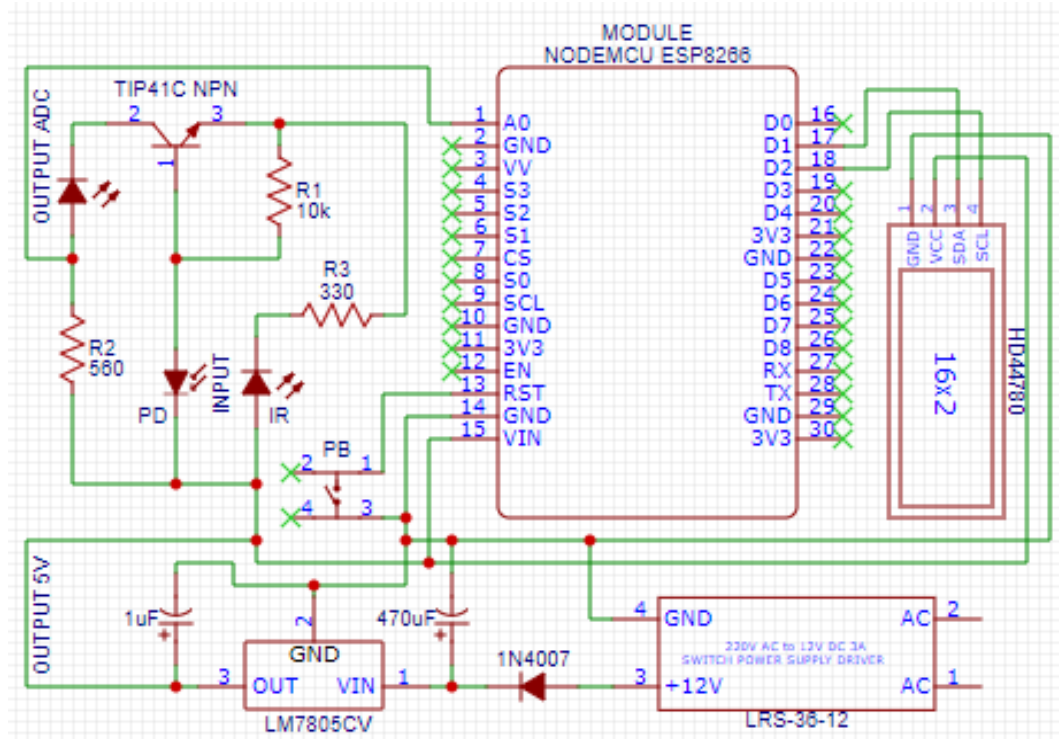 MODULE
NODEMCU ESP8266
TIP41C NPN
2
3
1
OUTPUT ADC
R1
10k
R3
330
R2
560
PD
INPUT
IR
PB
2
1
4
3
1 A0
2 GND
3 VV
4 S3
5 S2
6 S1
7 CS
8 S0
9 SCL
10 GND
11 3V3
12 EN
13 RST
14 GND
15 VIN
D0 16
D1 17
D2 18
D3 19
D4 20
3V3 21
GND 22
D5 23
D6 24
D7 25
D8 26
RX 27
TX 28
GND 29
3V3 30
1 2 3 4
GND
VCC
SDA
SCL
16x2
HD44780
OUTPUT 5V
1uF
+
470uF
+
2
GND
3 OUT
VIN 1
LM7805CV
1N4007
4 GND
AC 2
220V AC to 12V DC 3A
SWITCH POWER SUPPLY DRIVER
3 +12V
AC 1
LRS-36-12